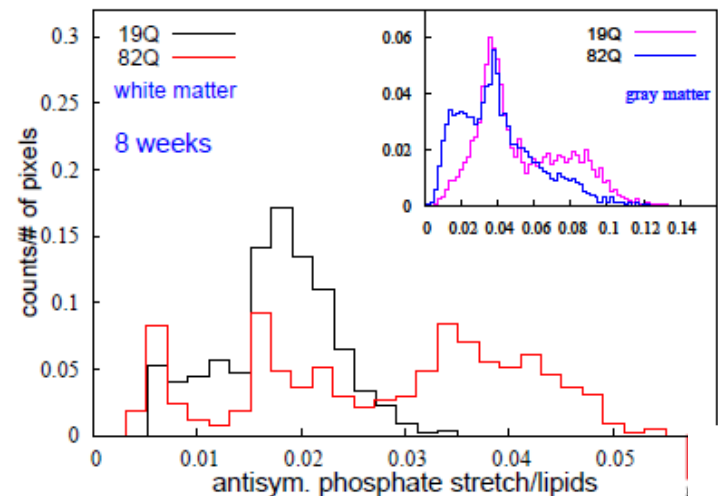 0.3
0.25
0.2
0.15
0.1
0.05
0
counts/# of pixels
19Q
82Q
white matter
8 weeks
0.06
0.04
0.02
0
19Q
82Q
gray matter
0 0.02 0.04 0.06 0.08 0.1 0.12 0.14
0 0.01 0.02 0.03 0.04 0.05
antisym. phosphate stretch/lipids